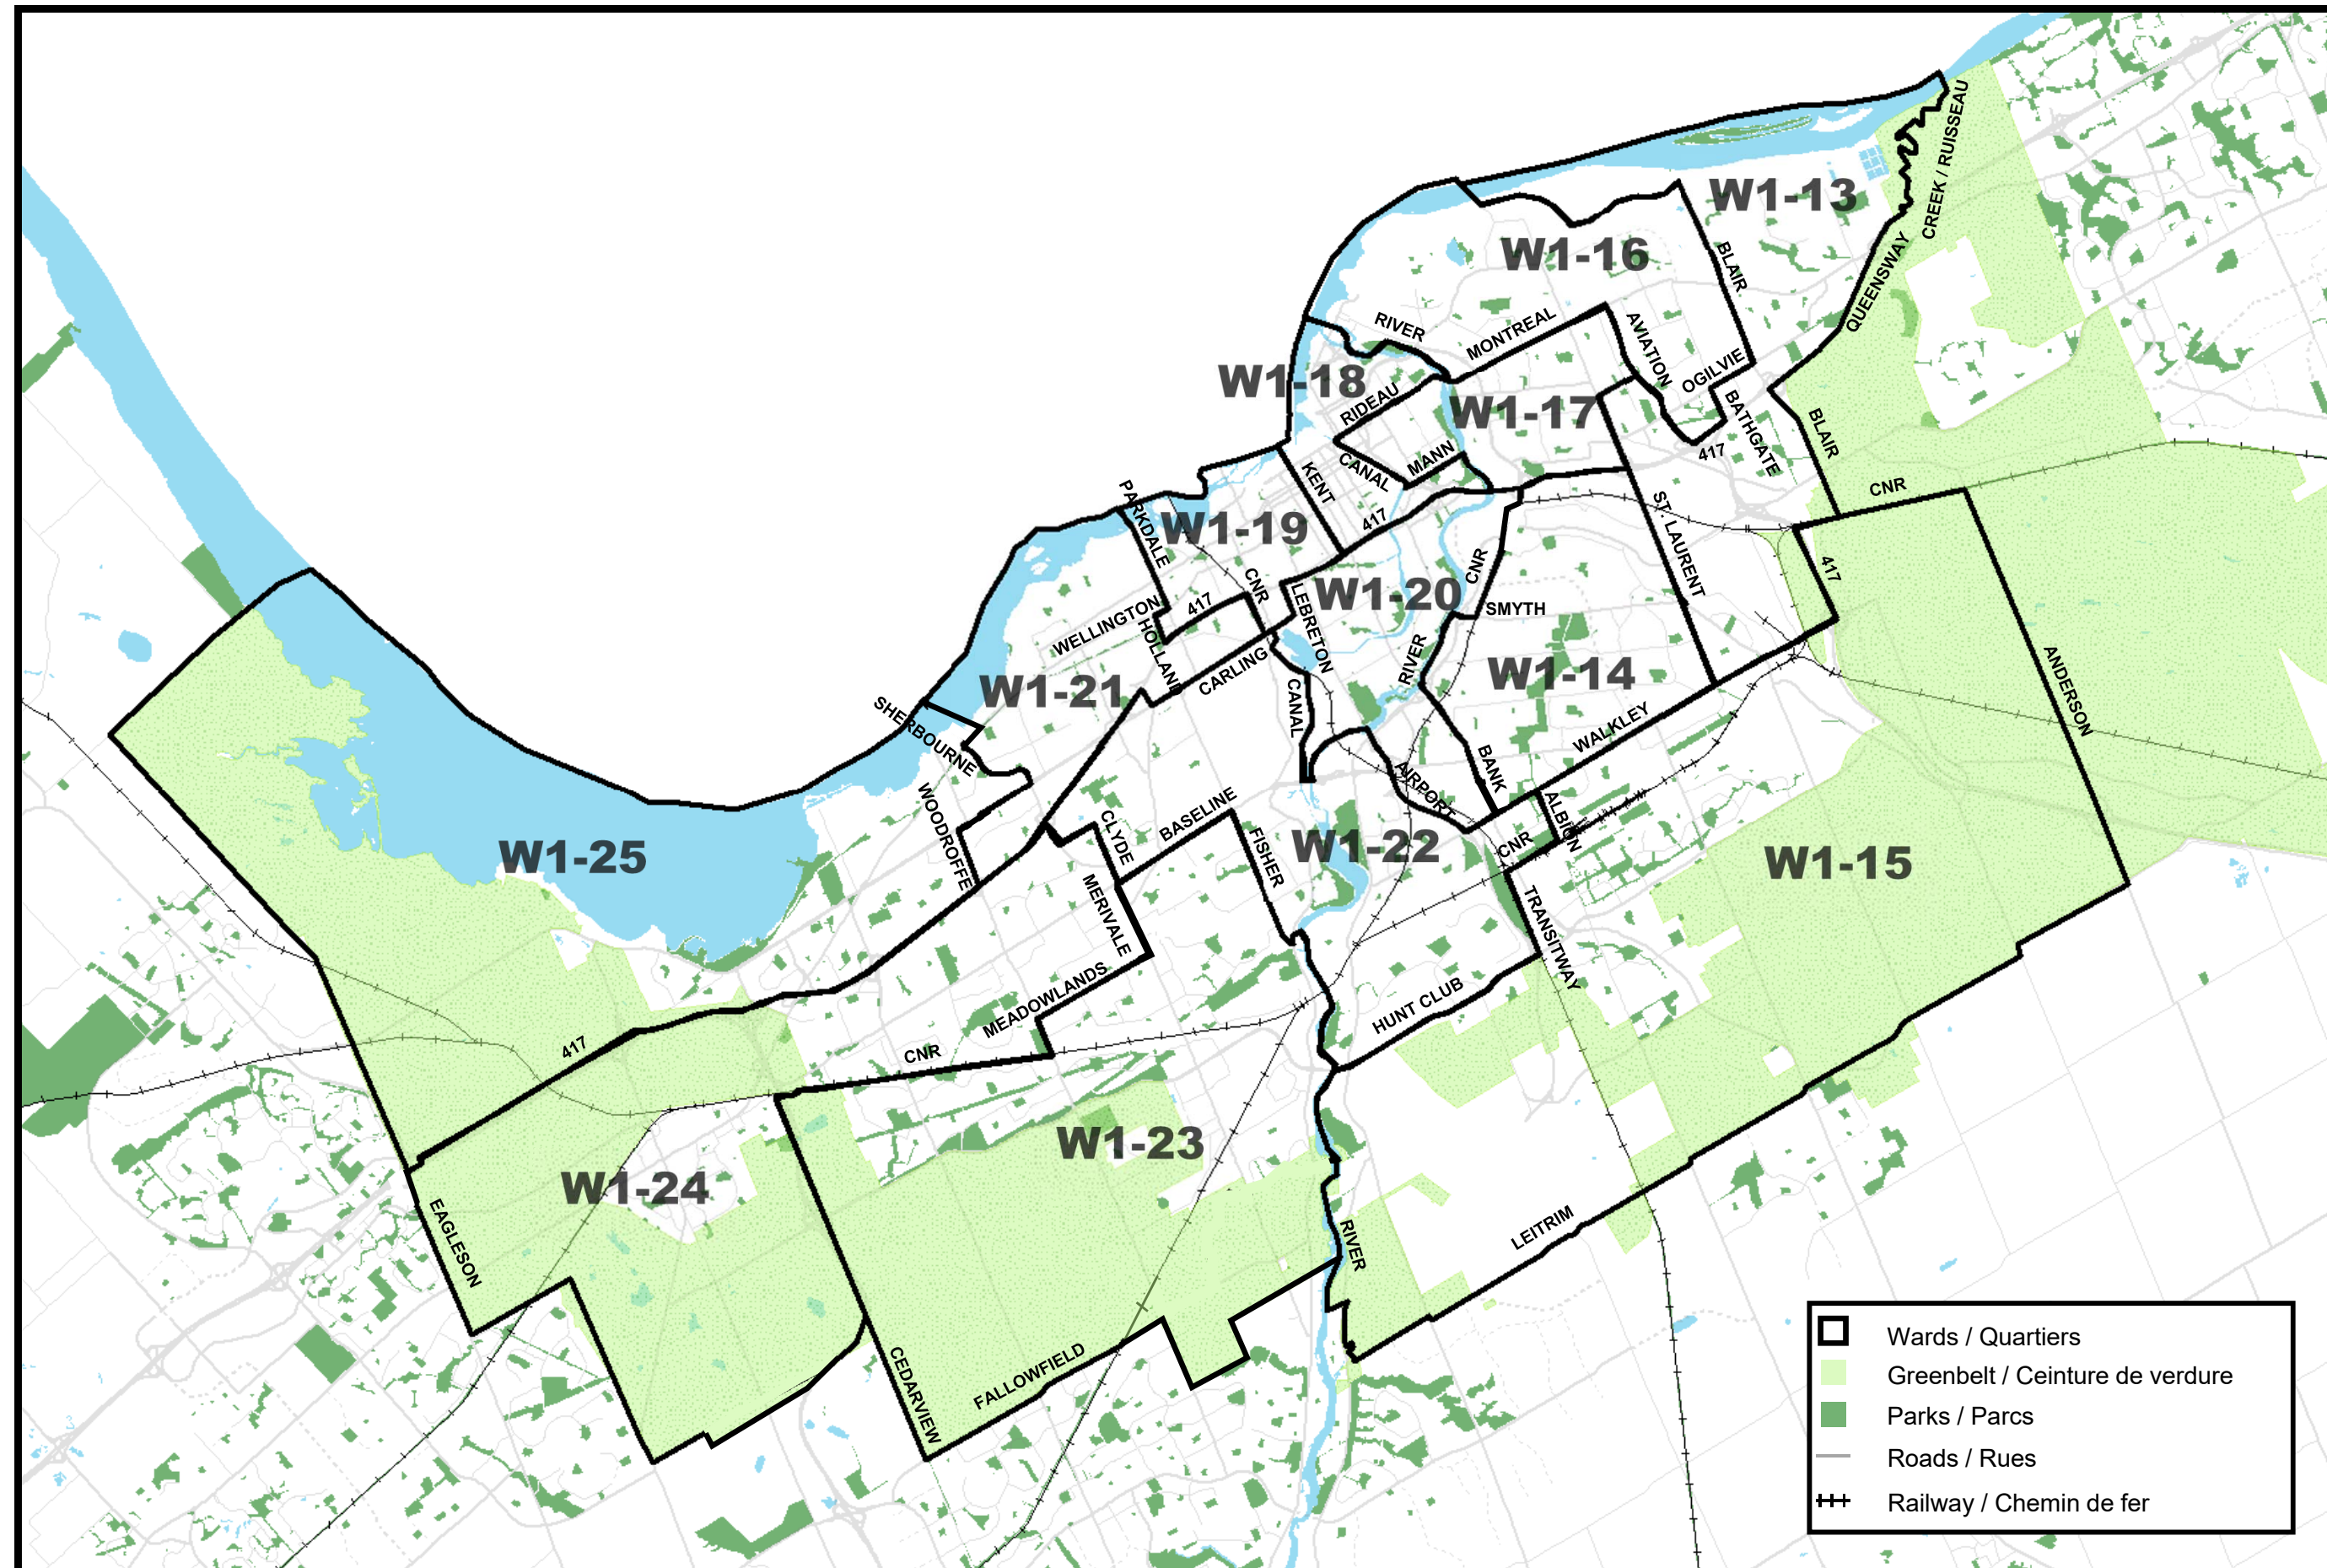 CREEK / RUISSEAU
W1-13
W1-16
BLAIR
QUEENSWAY
RIVER
MONTREAL
AVIATION
W1-18
OGILVIE
RIDEAU
W1-17
BATHGATE
BLAIR
417
CANAL
MANN
KENT
PARKDALE
CNR
417
W1-19
ST. LAURENT
CNR
417
CNR
LEBRETON
W1-20
417
SMYTH
WELLINGTON
HOLLAND
RIVER
CARLING
W1-14
ANDERSON
W1-21
SHERBOURNE
CANAL
WALKLEY
BANK
AIRPORT
WOODROFFE
CLYDE
BASELINE
ALBION
FISHER
W1-22
CNR
W1-25
W1-15
MERIVALE
TRANSITWAY
MEADOWLANDS
HUNT CLUB
417
CNR
W1-23
W1-24
EAGLESON
RIVER
LEITRIM
CEDARVIEW
FALLOWFIELD
Wards / Quartiers
Greenbelt / Ceinture de verdure
Parks / Parcs
Roads / Rues
Railway / Chemin de fer